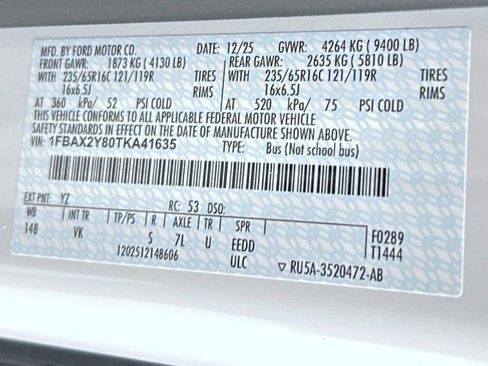 MFD. BY FORD MOTOR CO. DATE: 12/25 GVWR: 4264 KG (9400 LB)
FRONT GAWR: 1873 KG (4130 LB) REAR GAWR: 2635 KG (5810 LB)
WITH 235/65R16C 121/119R TIRES WITH 235/65R16C 121/119R TIRES
16x6.5J RIMS 16x6.5J RIMS
AT 360 kPa/ 52 PSI COLD AT 520 kPa/ 75 PSI COLD
THIS VEHICLE CONFORMS TO ALL APPLICABLE FEDERAL MOTOR VEHICLE
SAFETY STANDARDS IN EFFECT ON THE DATE OF MANUFACTURE SHOWN ABOVE.
VIN: 1FBAX2Y80TKA41635 TYPE: Bus (Not school bus)
EXT PNT: YZ RC: 53 DSO:
WB INT TR TP/PS R AXLE TR SPR F0289
148 VK S 7L U EEDD T1444
1202512148606 ULC ▽ RU5A-3520472-AB